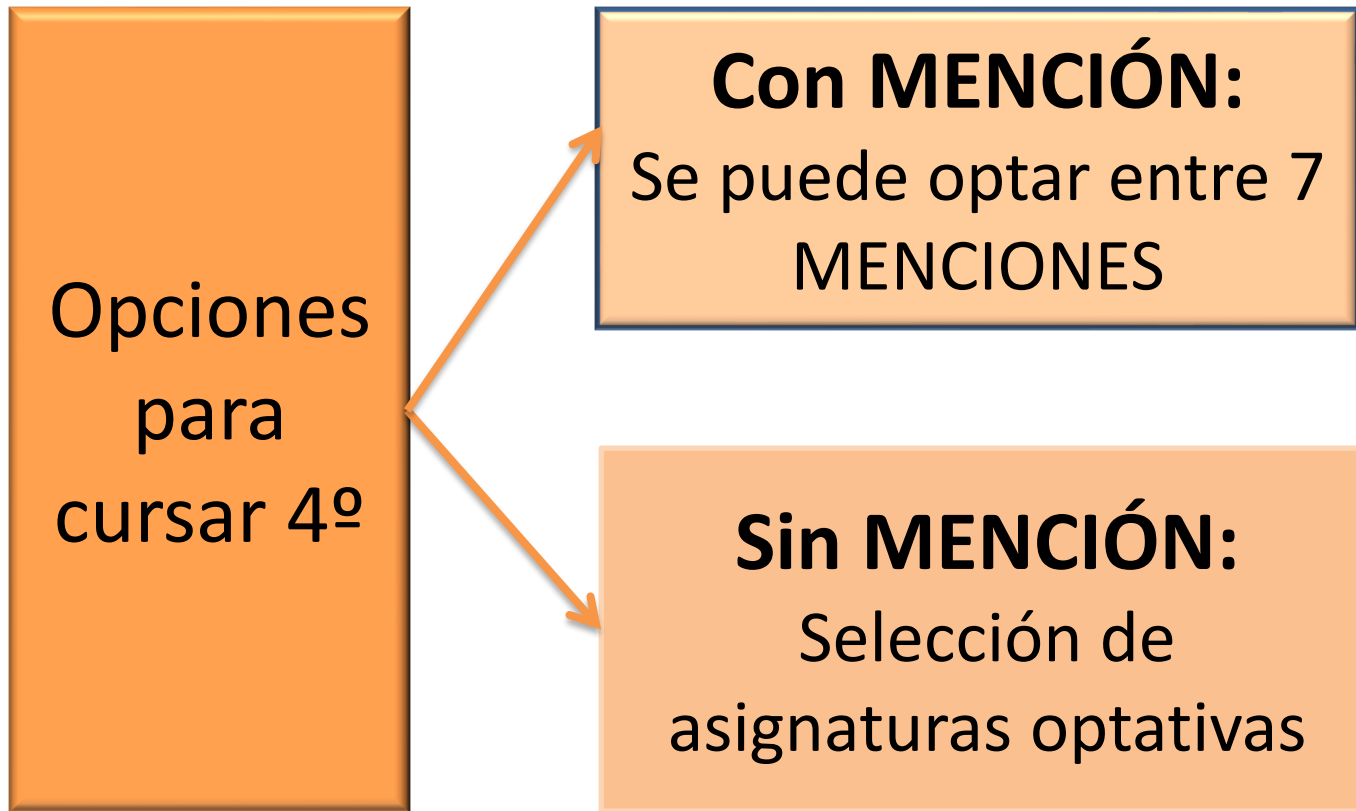 Opciones
para
cursar 4º
Con MENCIÓN:
Se puede optar entre 7
MENCIONES
Sin MENCIÓN:
Selección de
asignaturas optativas